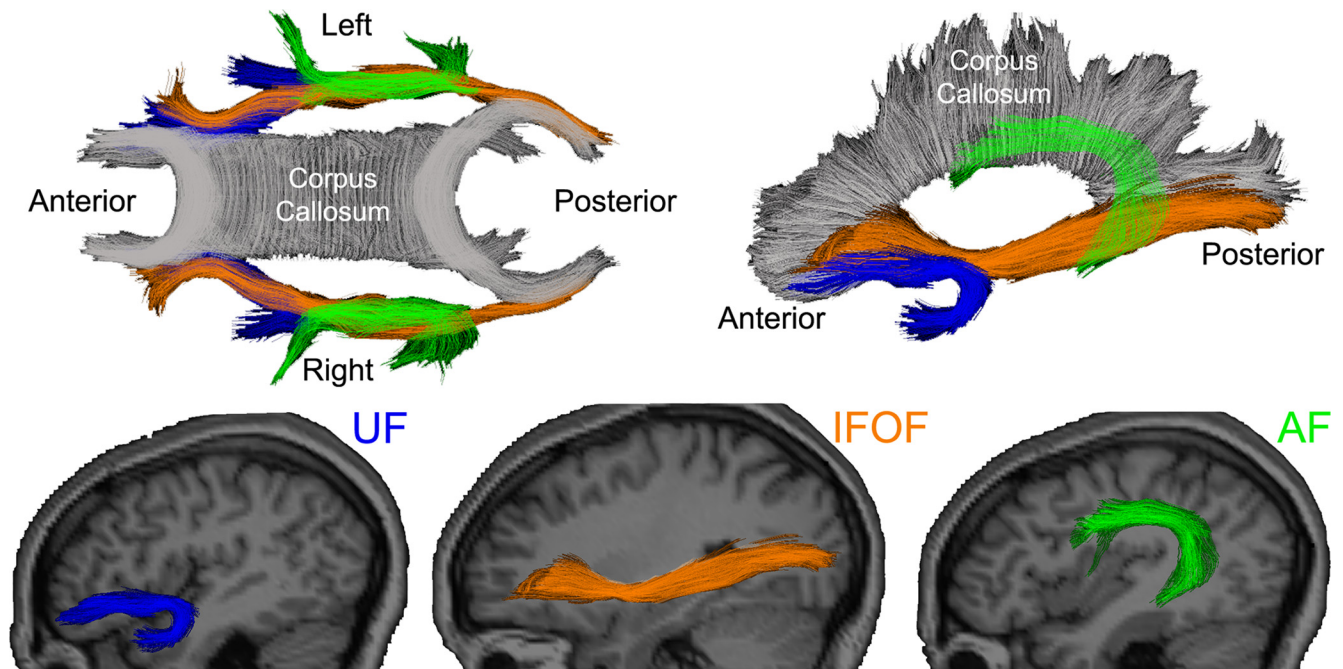 Left
Anterior
Corpus
Callosum
Posterior
Right
Corpus
Callosum
Posterior
Anterior
UF
IFOF
AF